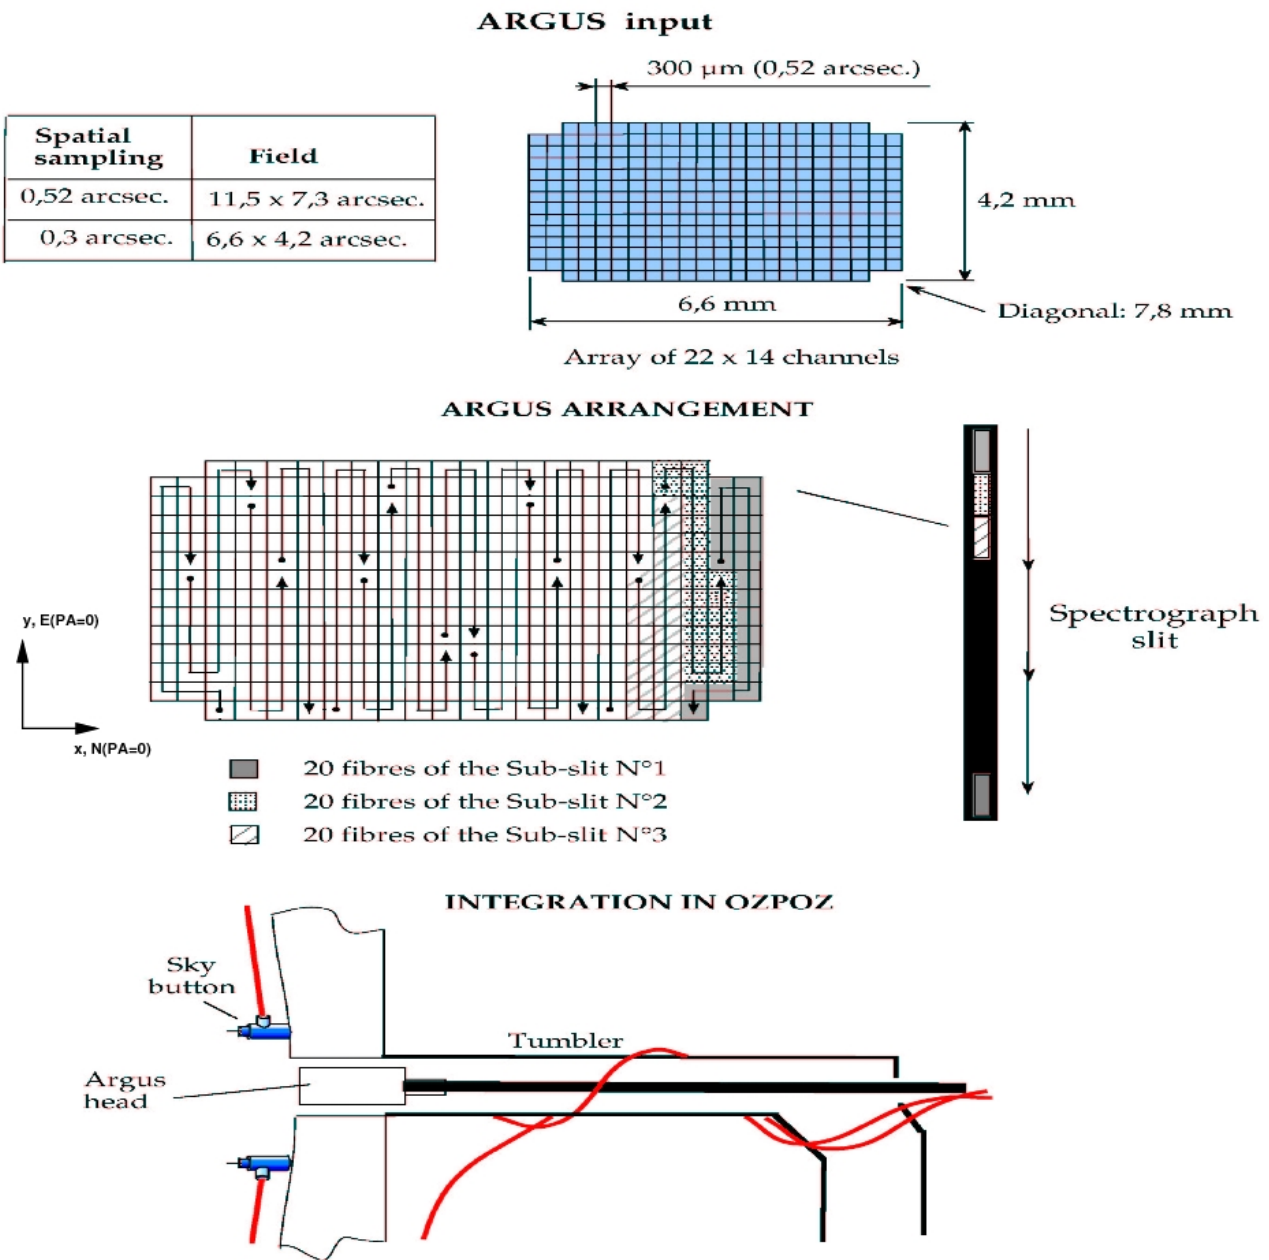 ARGUS input
300 µm (0,52 arcsec.)
Spatial sampling Field
0,52 arcsec. 11,5 x 7,3 arcsec.
0,3 arcsec. 6,6 x 4,2 arcsec.
4,2 mm
6,6 mm
Diagonal: 7,8 mm
Array of 22 x 14 channels
ARGUS ARRANGEMENT
y, E(PA=0)
x, N(PA=0)
Spectrograph
slit
20 fibres of the Sub-slit N°1
20 fibres of the Sub-slit N°2
20 fibres of the Sub-slit N°3
INTEGRATION IN OZPOZ
Sky
button
Tumbler
Argus
head